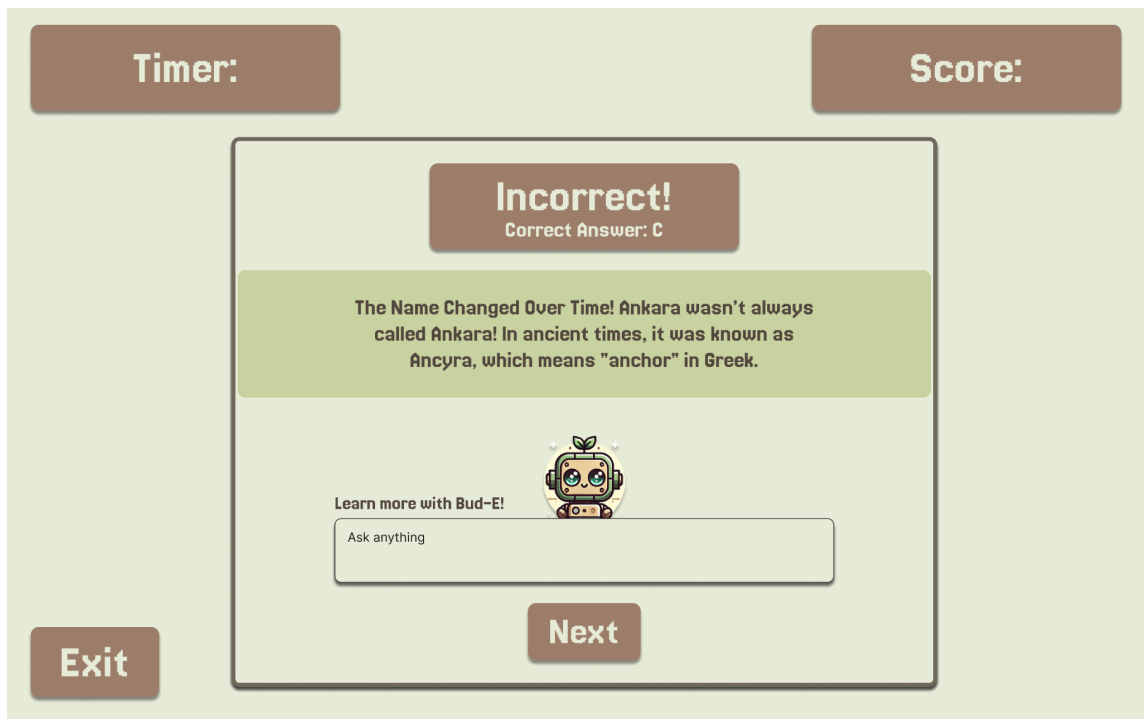 Timer:
Score:
Incorrect!
Correct Answer: C
The Name Changed Over Time! Ankara wasn't always
called Ankara! In ancient times, it was known as
Ancyra, which means "anchor" in Greek.
Learn more with Bud-E!
Ask anything
Next
Exit